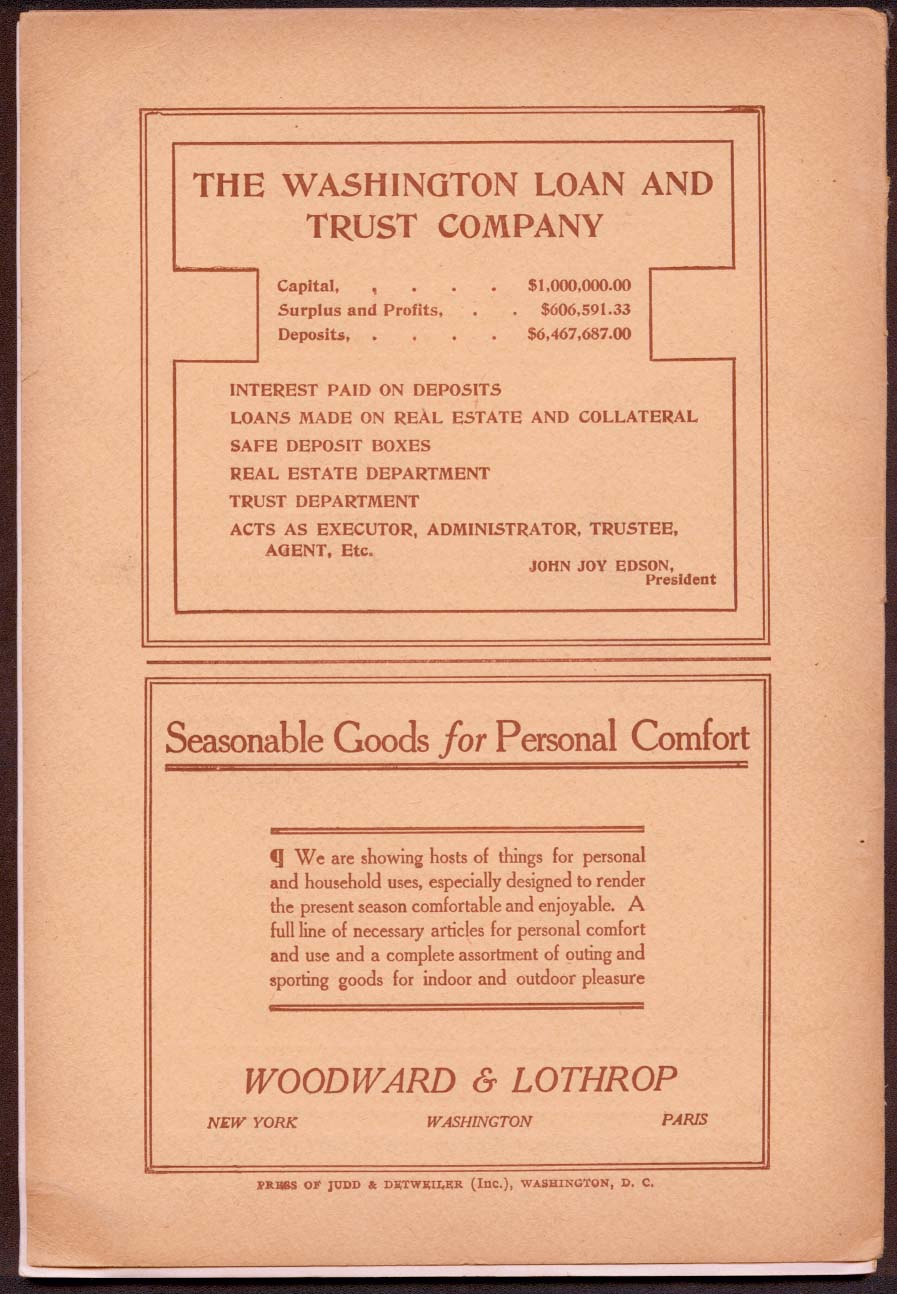 THE WASHINGTON LOAN AND
TRUST COMPANY
Capital, , . . . $1,000,000.00
Surplus and Profits, . . $606,591.33
Deposits, . . . . $6,467,687.00
INTEREST PAID ON DEPOSITS
LOANS MADE ON REAL ESTATE AND COLLATERAL
SAFE DEPOSIT BOXES
REAL ESTATE DEPARTMENT
TRUST DEPARTMENT
ACTS AS EXECUTOR, ADMINISTRATOR, TRUSTEE,
AGENT, Etc.
JOHN JOY EDSON,
President
Seasonable Goods for Personal Comfort
¶ We are showing hosts of things for personal
and household uses, especially designed to render
the present season comfortable and enjoyable. A
full line of necessary articles for personal comfort
and use and a complete assortment of outing and
sporting goods for indoor and outdoor pleasure
WOODWARD & LOTHROP
NEW YORK WASHINGTON PARIS
PRESS OF JUDD & DETWEILER (Inc.), WASHINGTON, D. C.